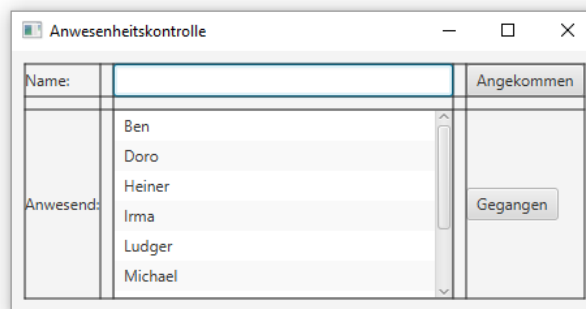 Anwesenheitskontrolle
Name:
Angekommen
Anwesend:
Ben
Doro
Heiner
Irma
Ludger
Michael
Gegangen